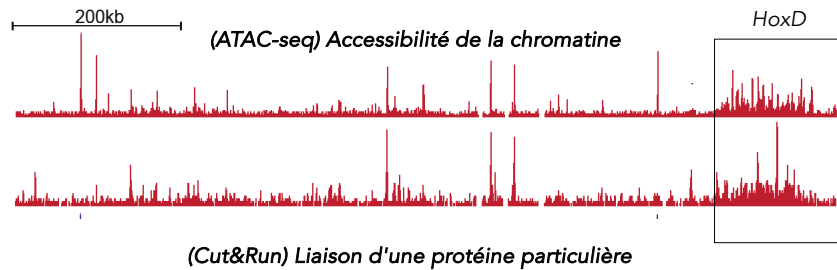 200kb
HoxD
(ATAC-seq) Accessibilité de la chromatine
(Cut&Run) Liaison d'une protéine particulière